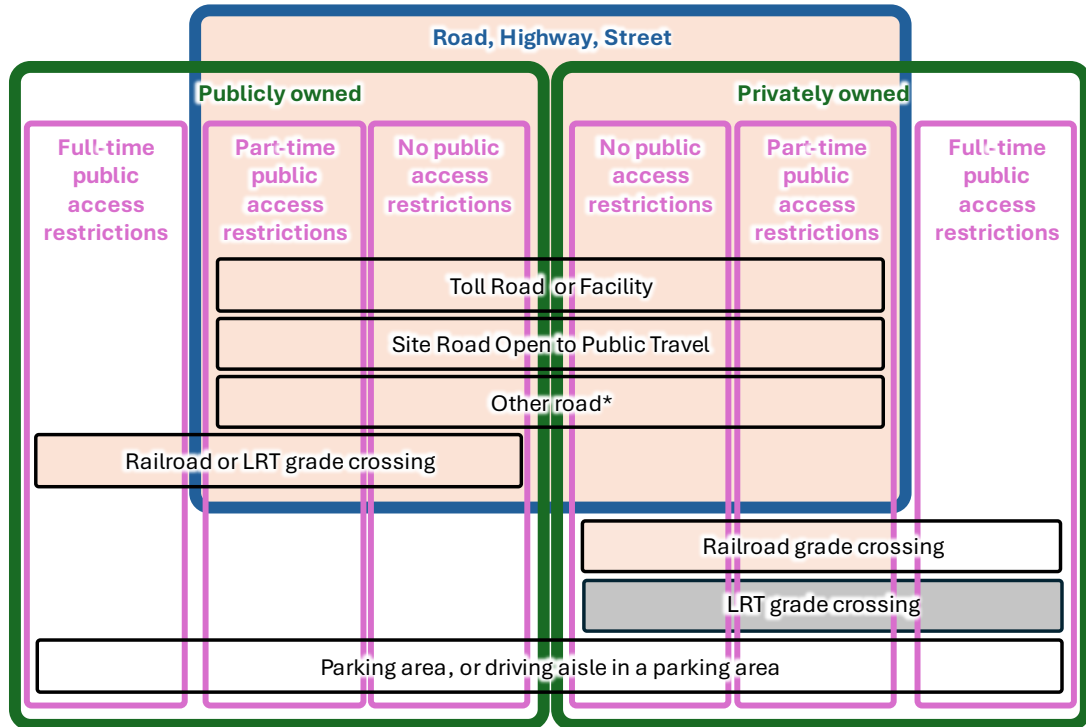 Road, Highway, Street
Publicly owned
Privately owned
Full-time
public
access
restrictions
Part-time
public
access
restrictions
No public
access
restrictions
No public
access
restrictions
Part-time
public
access
restrictions
Full-time
public
access
restrictions
Toll Road or Facility
Site Road Open to Public Travel
Other road*
Railroad or LRT grade crossing
Railroad grade crossing
LRT grade crossing
Parking area, or driving aisle in a parking area